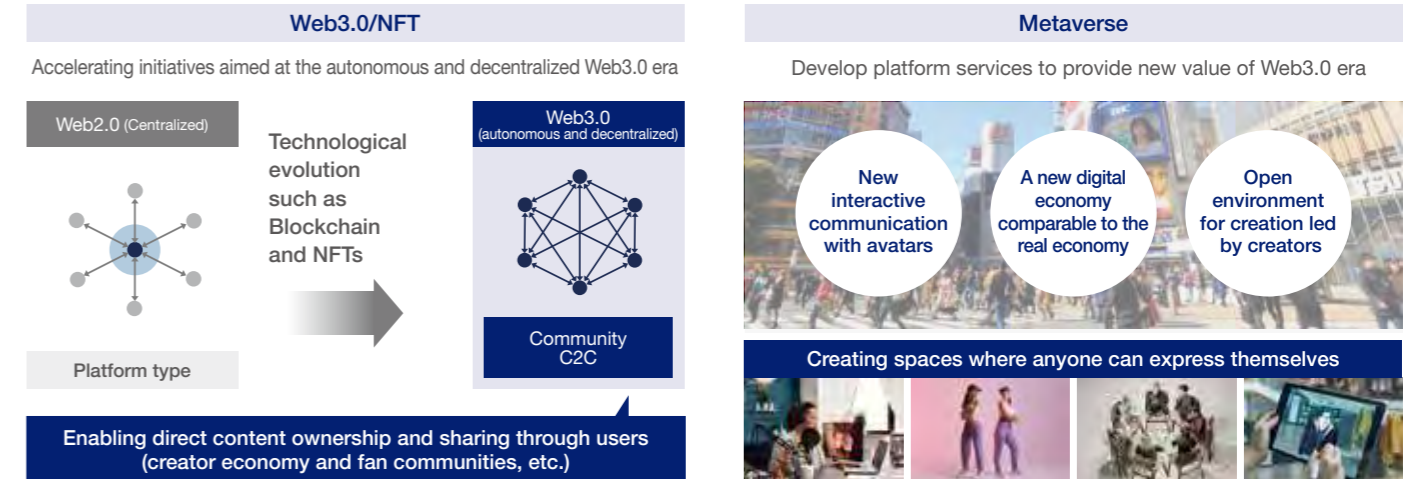 Web3.0/NFT
Accelerating initiatives aimed at the autonomous and decentralized Web3.0 era
Web2.0 (Centralized)
Technological
evolution
such as
Blockchain
and NFTs
Web3.0
(autonomous and decentralized)
Platform type
Community
C2C
Enabling direct content ownership and sharing through users
(creator economy and fan communities, etc.)
Metaverse
Develop platform services to provide new value of Web3.0 era
New
interactive
communication
with avatars
A new digital
economy
comparable to the
real economy
Open
environment
for creation led
by creators
Creating spaces where anyone can express themselves